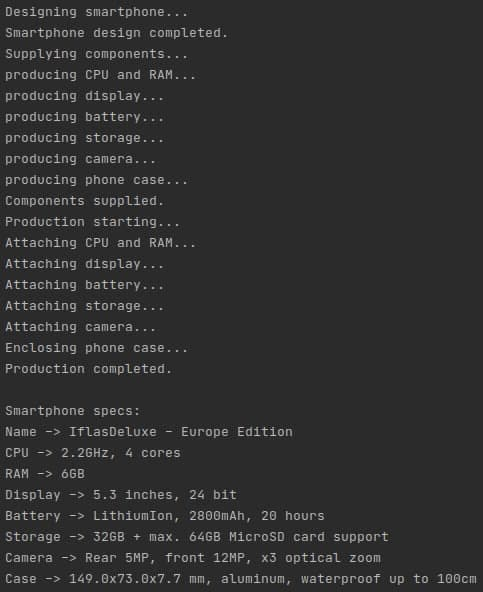 Designing smartphone...
Smartphone design completed.
Supplying components...
producing CPU and RAM...
producing display...
producing battery...
producing storage...
producing camera...
producing phone case...
Components supplied.
Production starting...
Attaching CPU and RAM...
Attaching display...
Attaching battery...
Attaching storage...
Attaching camera...
Enclosing phone case...
Production completed.

Smartphone specs:
Name -> IflasDeluxe - Europe Edition
CPU -> 2.2GHz, 4 cores
RAM -> 6GB
Display -> 5.3 inches, 24 bit
Battery -> LithiumIon, 2800mAh, 20 hours
Storage -> 32GB + max. 64GB MicroSD card support
Camera -> Rear 5MP, front 12MP, x3 optical zoom
Case -> 149.0x73.0x7.7 mm, aluminum, waterproof up to 100cm